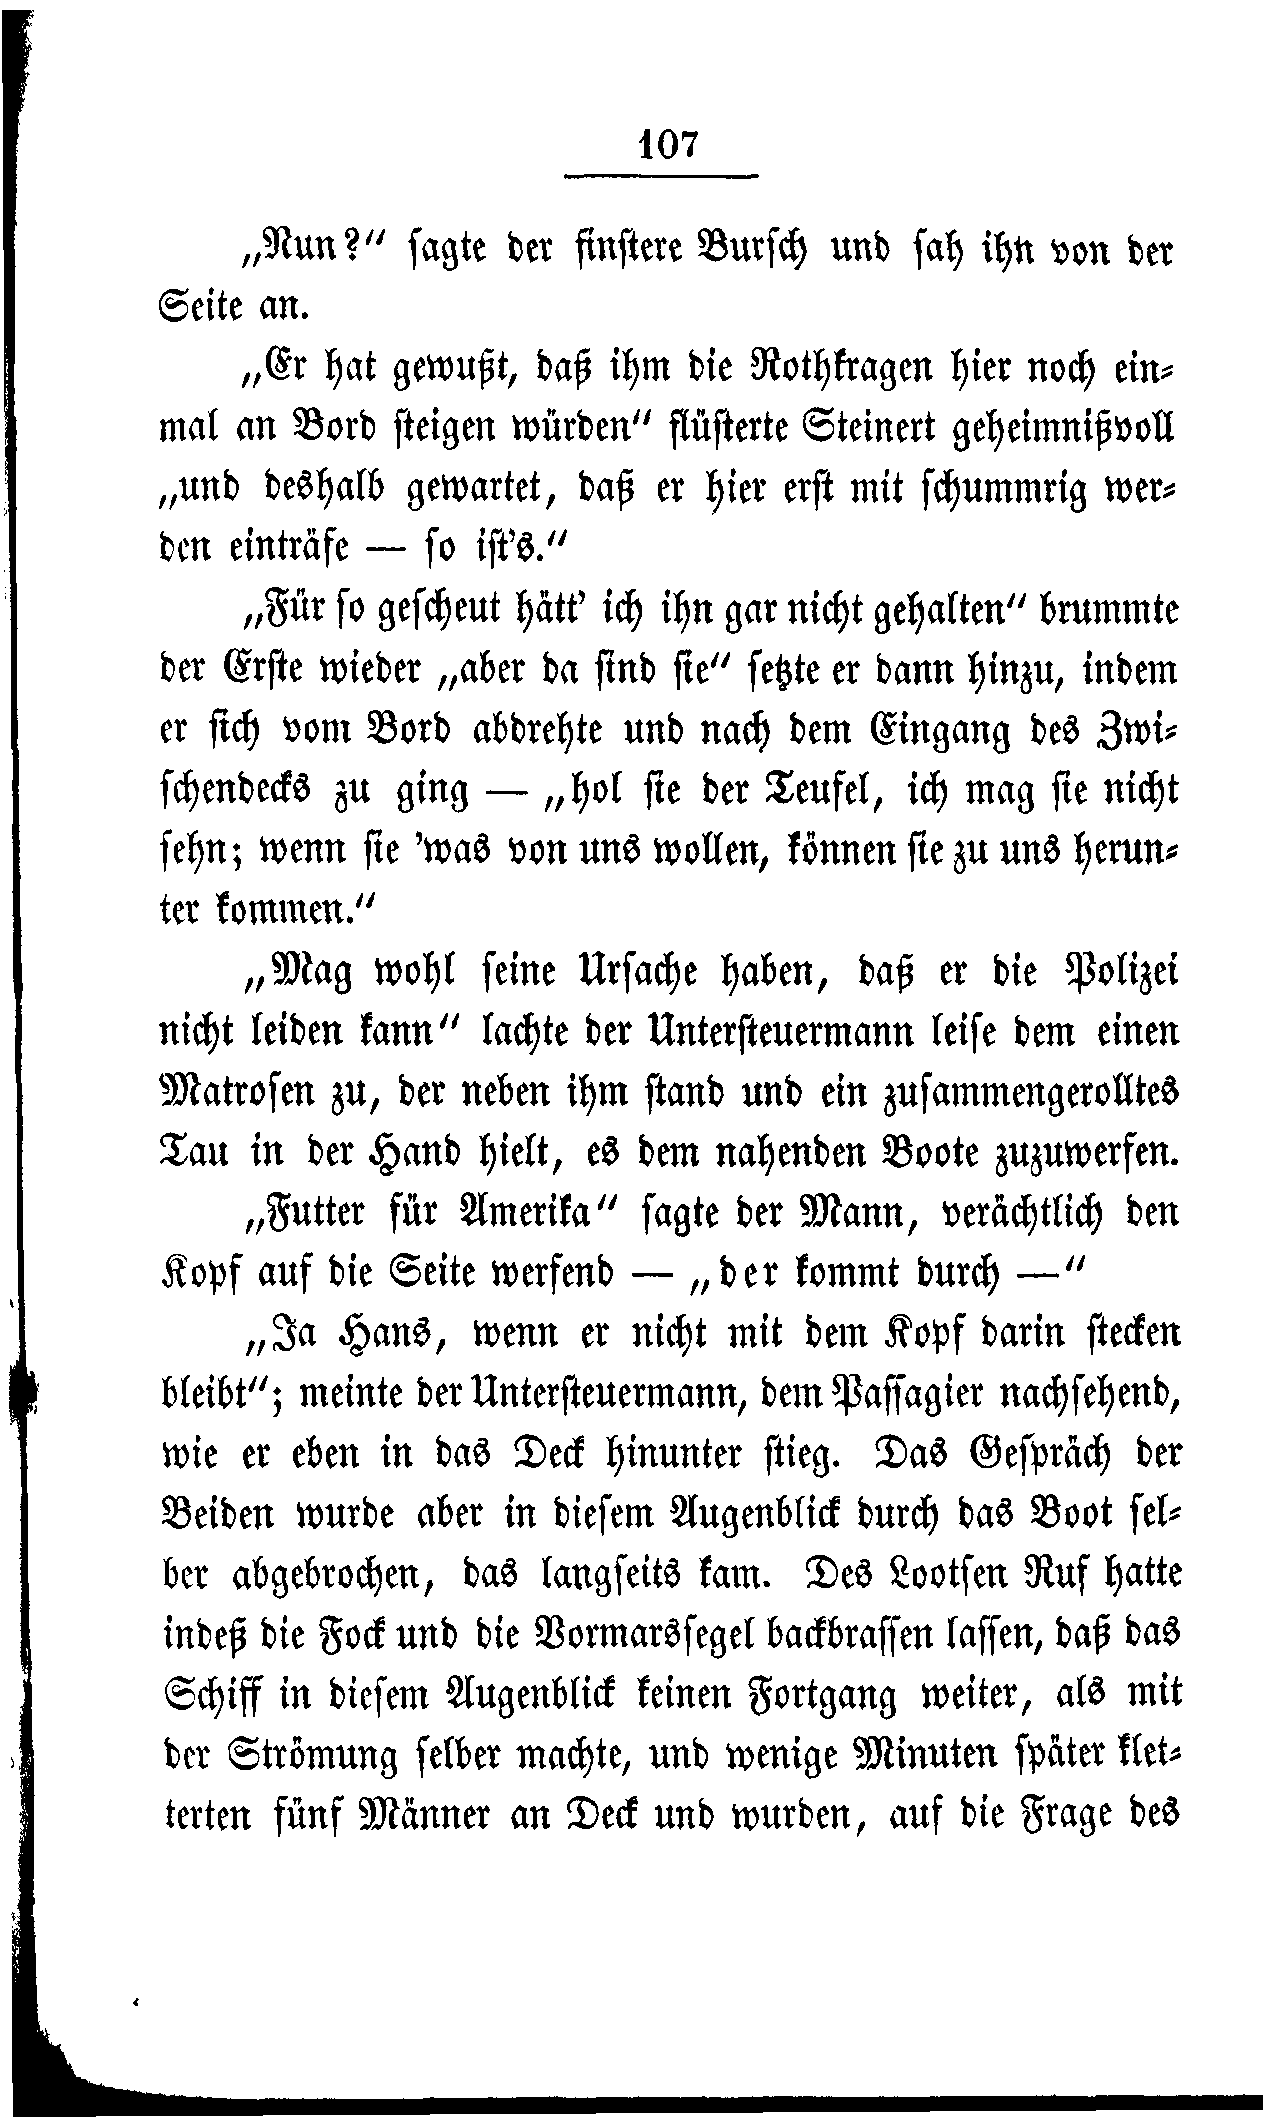 107
„Nun?“ sagte der finstere Bursch und sah ihn von der
Seite an.
„Er hat gewußt, daß ihm die Rothkragen hier noch ein-
mal an Bord steigen würden“ flüsterte Steinert geheimnißvoll
„und deshalb gewartet, daß er hier erst mit schummrig wer-
den einträfe — so ist's.“
„Für so gescheut hätt' ich ihn gar nicht gehalten“ brummte
der Erste wieder „aber da sind sie“ setzte er dann hinzu, indem
er sich vom Bord abdrehte und nach dem Eingang des Zwi-
schendecks zu ging — „hol sie der Teufel, ich mag sie nicht
sehn; wenn sie 'was von uns wollen, können sie zu uns herun-
ter kommen.“
„Mag wohl seine Ursache haben, daß er die Polizei
nicht leiden kann“ lachte der Untersteuermann leise dem einen
Matrosen zu, der neben ihm stand und ein zusammengerolltes
Tau in der Hand hielt, es dem nahenden Boote zuzuwerfen.
„Futter für Amerika“ sagte der Mann, verächtlich den
Kopf auf die Seite werfend — „der kommt durch —“
„Ja Hans, wenn er nicht mit dem Kopf darin stecken
bleibt“; meinte der Untersteuermann, dem Passagier nachsehend,
wie er eben in das Deck hinunter stieg. Das Gespräch der
Beiden wurde aber in diesem Augenblick durch das Boot sel-
ber abgebrochen, das langseits kam. Des Lootsen Ruf hatte
indeß die Fock und die Vormarssegel backbrassen lassen, daß das
Schiff in diesem Augenblick keinen Fortgang weiter, als mit
der Strömung selber machte, und wenige Minuten später klet-
terten fünf Männer an Deck und wurden, auf die Frage des